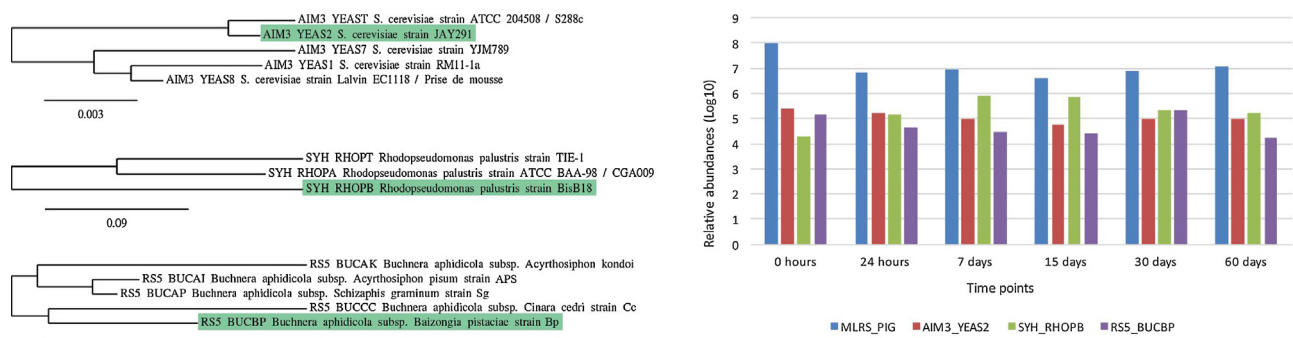 AIM3 YEAST S. cerevisiae strain ATCC 204508 / S288c
AIM3 YEAS2 S. cerevisiae strain JAY291
AIM3 YEAS7 S. cerevisiae strain YJM789
AIM3 YEAS1 S. cerevisiae strain RM11-1a
AIM3 YEAS8 S. cerevisiae strain Lalvin EC1118 / Prise de mousse
0.003
SYH RHOPT Rhodopseudomonas palustris strain TIE-1
SYH RHOPA Rhodopseudomonas palustris strain ATCC BAA-98 / CGA009
SYH RHOPB Rhodopseudomonas palustris strain BisB18
0.09
RS5 BUCAK Buchnera aphidicola subsp. Acyrthosiphon kondoi
RS5 BUCAI Buchnera aphidicola subsp. Acyrthosiphon pisum strain APS
RS5 BUCAP Buchnera aphidicola subsp. Schizaphis graminum strain Sg
RS5 BUCCC Buchnera aphidicola subsp. Cinara cedri strain Cc
RS5 BUCBP Buchnera aphidicola subsp. Baizongia pistaciae strain Bp
Relative abundances (Log10)
9
8
7
6
5
4
3
2
1
0
0 hours 24 hours 7 days 15 days 30 days 60 days
Time points
MLRS_PIG AIM3_YEAS2 SYH_RHOPB RS5_BUCBP